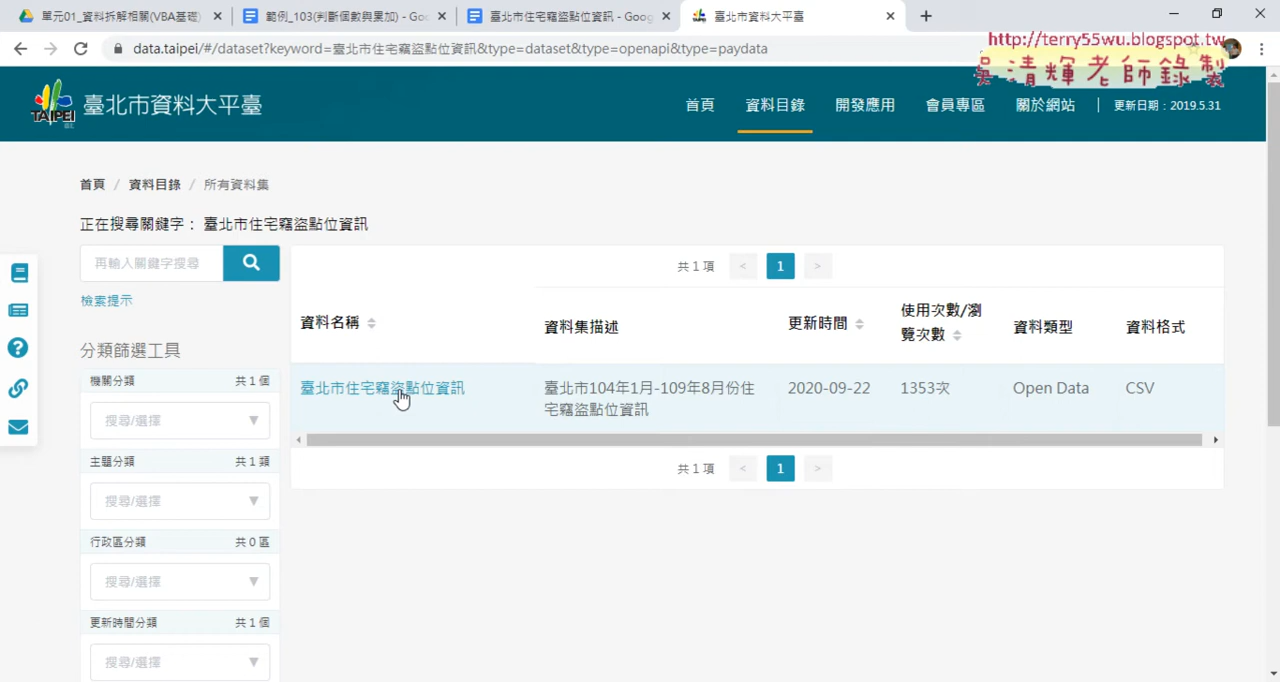 單元01_資料拆解相關(VBA基礎)
範例_103(判斷個數與累加) - Goo
臺北市住宅竊盜點位資訊 - Goog
臺北市資料大平臺
data.taipei/#/dataset?keyword=臺北市住宅竊盜點位資訊&type=dataset&type=openapi&type=paydata
http://terry55wu.blogspot.tw
吳清輝老師錄製
TAIPEI
臺北市資料大平臺
首頁
資料目錄
開發應用
會員專區
關於網站
更新日期：2019.5.31
首頁 / 資料目錄 / 所有資料集
正在搜尋關鍵字： 臺北市住宅竊盜點位資訊
再輸入關鍵字搜尋
檢索提示
共 1 項 < 1 >
資料名稱
資料集描述
更新時間
使用次數/瀏
覽次數
資料類型
資料格式
臺北市住宅竊盜點位資訊
臺北市104年1月-109年8月份住
宅竊盜點位資訊
2020-09-22
1353次
Open Data
CSV
共 1 項 < 1 >
分類篩選工具
機關分類 共 1 個
搜尋/選擇
主題分類 共 1 類
搜尋/選擇
行政區分類 共 0 區
搜尋/選擇
更新時間分類 共 1 個
搜尋/選擇